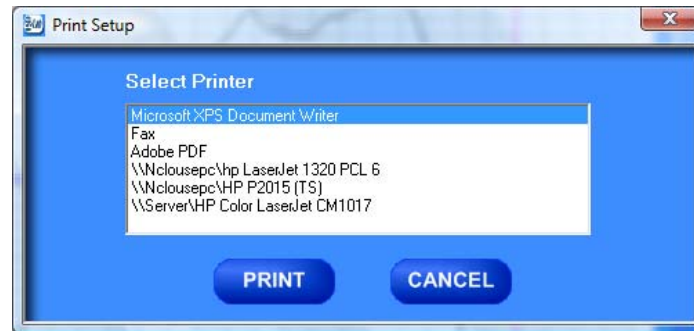 Print Setup
Select Printer
Microsoft XPS Document Writer
Fax
Adobe PDF
\\Nclousepc\hp LaserJet 1320 PCL 6
\\Nclousepc\HP P2015 (TS)
\\Server\HP Color LaserJet CM1017
PRINT CANCEL